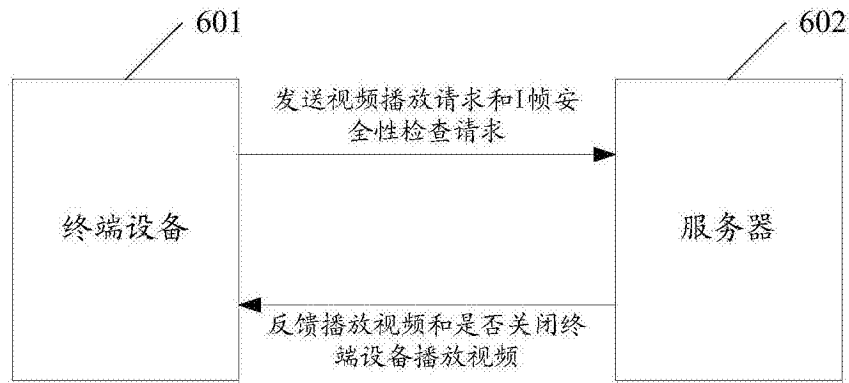 601
602
发送视频播放请求和I帧安
全性检查请求
终端设备
服务器
反馈播放视频和是否关闭终
端设备播放视频